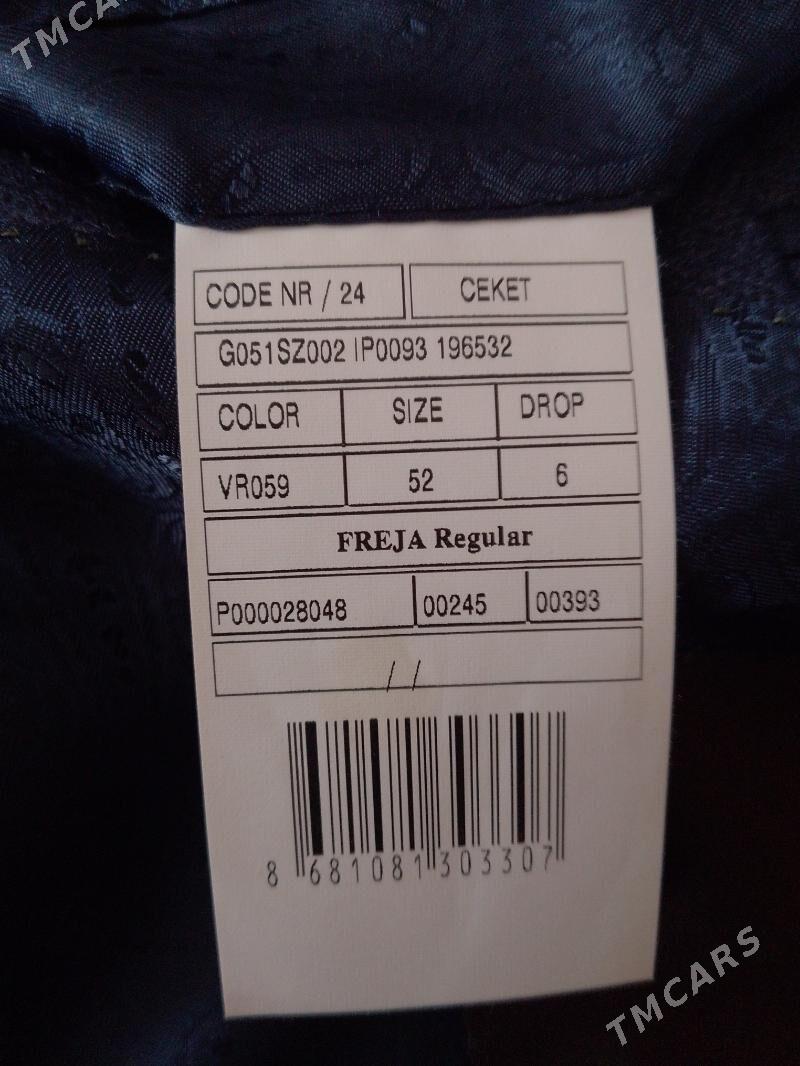 TMCARS
CODE NR / 24 CEKET
G051SZ002 IP0093 196532
COLOR SIZE DROP
VR059 52 6
FREJA Regular
P000028048 00245 00393
/ /
8 681081 303307
TMCARS